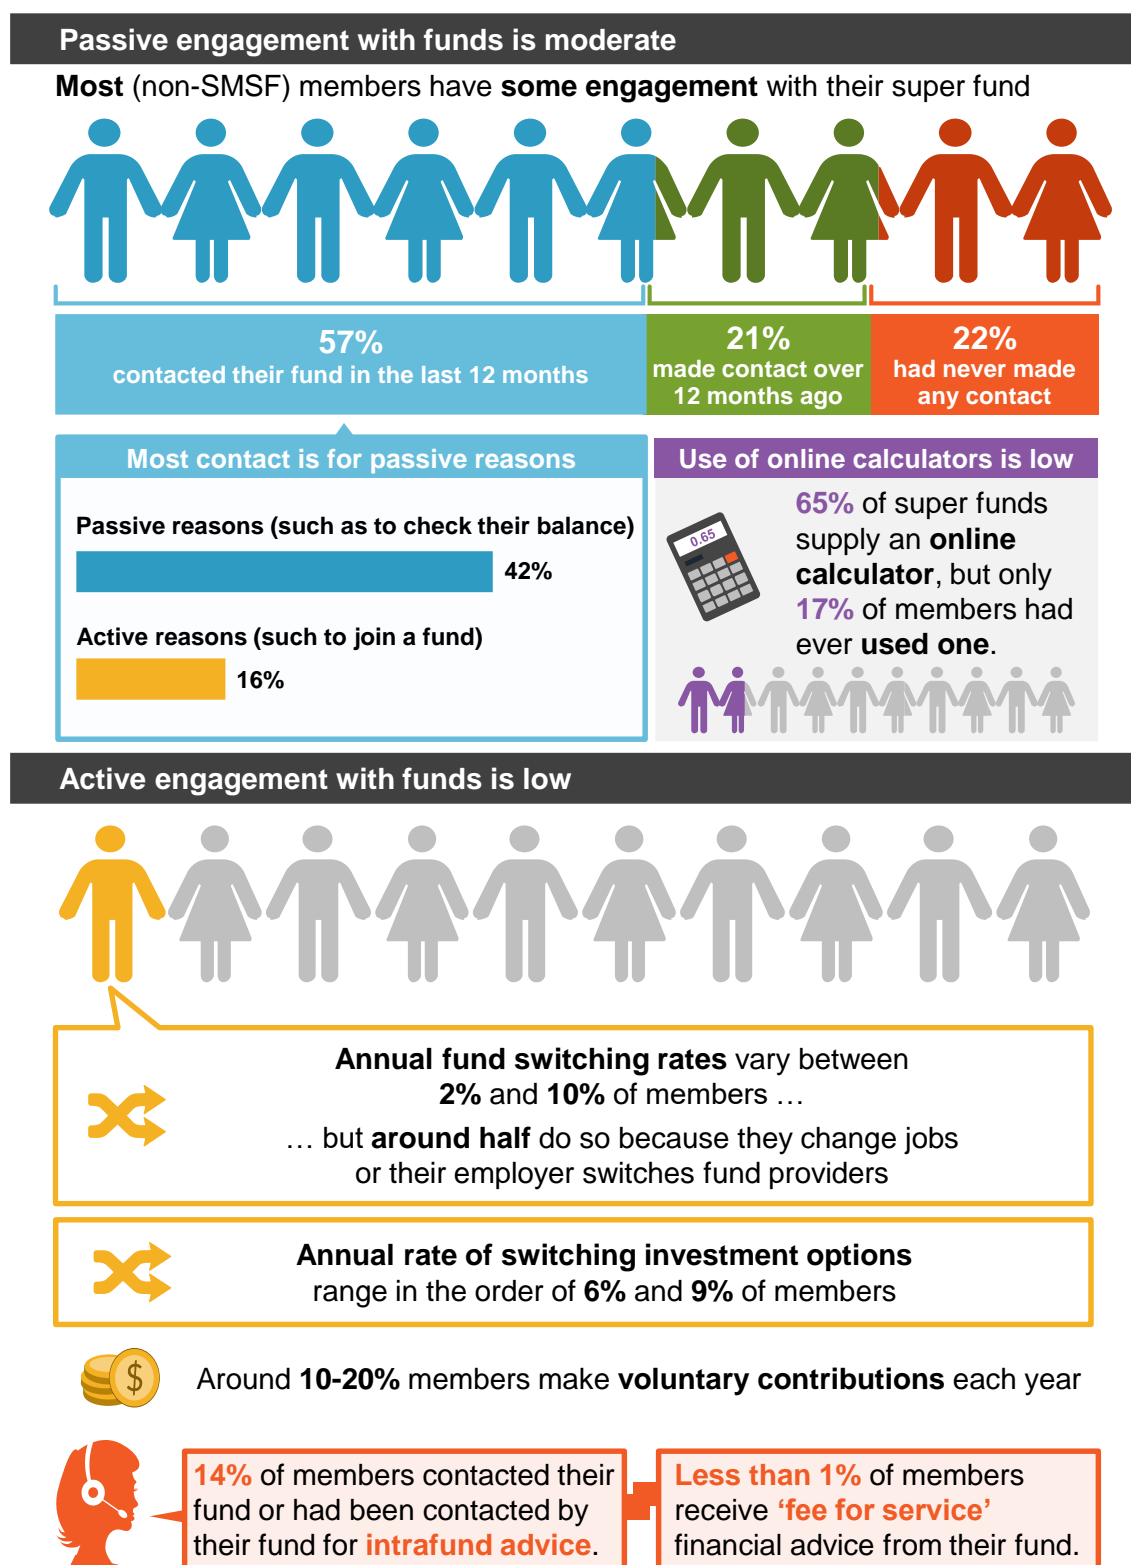 Passive engagement with funds is moderate
Most (non-SMSF) members have some engagement with their super fund
57%
contacted their fund in the last 12 months
21%
made contact over
12 months ago
22%
had never made
any contact
Most contact is for passive reasons
Passive reasons (such as to check their balance)
42%
Active reasons (such to join a fund)
16%
Use of online calculators is low
0.65
65% of super funds
supply an online
calculator, but only
17% of members had
ever used one.
Active engagement with funds is low
Annual fund switching rates vary between
2% and 10% of members …
… but around half do so because they change jobs
or their employer switches fund providers
Annual rate of switching investment options
range in the order of 6% and 9% of members
$
Around 10-20% members make voluntary contributions each year
14% of members contacted their
fund or had been contacted by
their fund for intrafund advice.
Less than 1% of members
receive ‘fee for service’
financial advice from their fund.